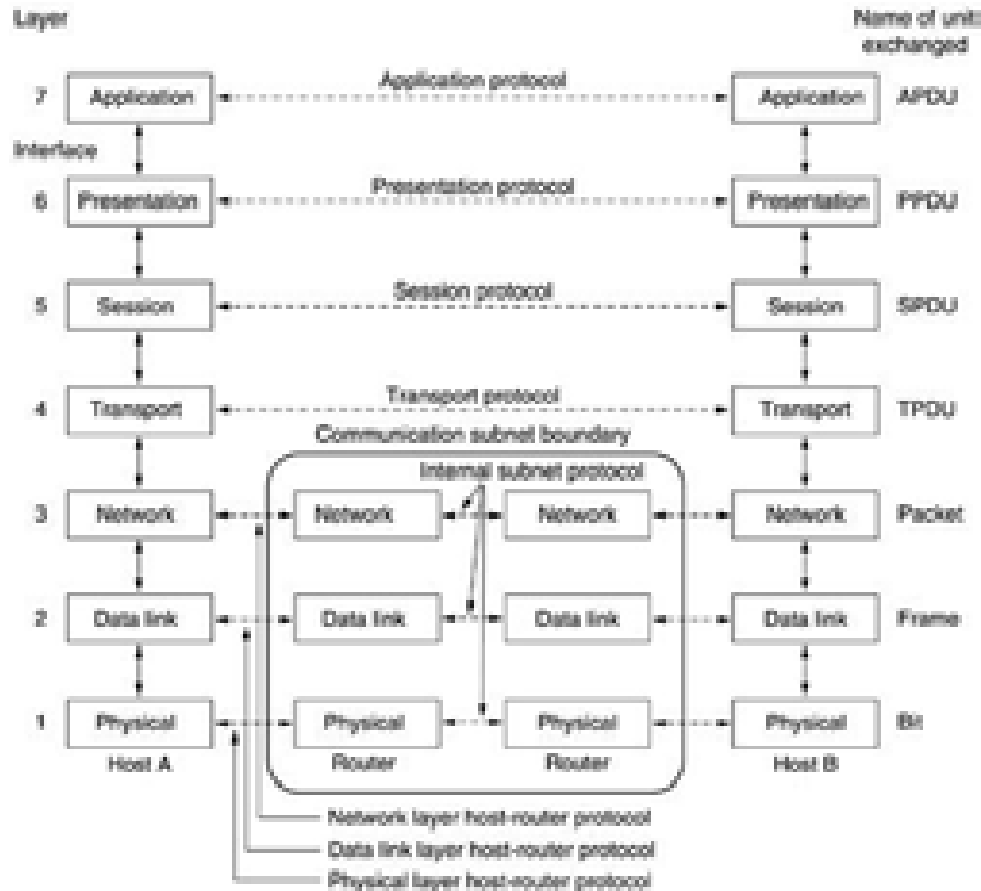 Layer
Name of unit
exchanged
7 Application Application protocol Application APDU
Interface
6 Presentation Presentation protocol Presentation PPDU
5 Session Session protocol Session SPDU
4 Transport Transport protocol Transport TPDU
Communication subnet boundary
Internal subnet protocol
3 Network Network Network Network Packet
2 Data link Data link Data link Data link Frame
1 Physical Physical Physical Physical Bit
Host A Router Router Host B
Network layer host-router protocol
Data link layer host-router protocol
Physical layer host-router protocol